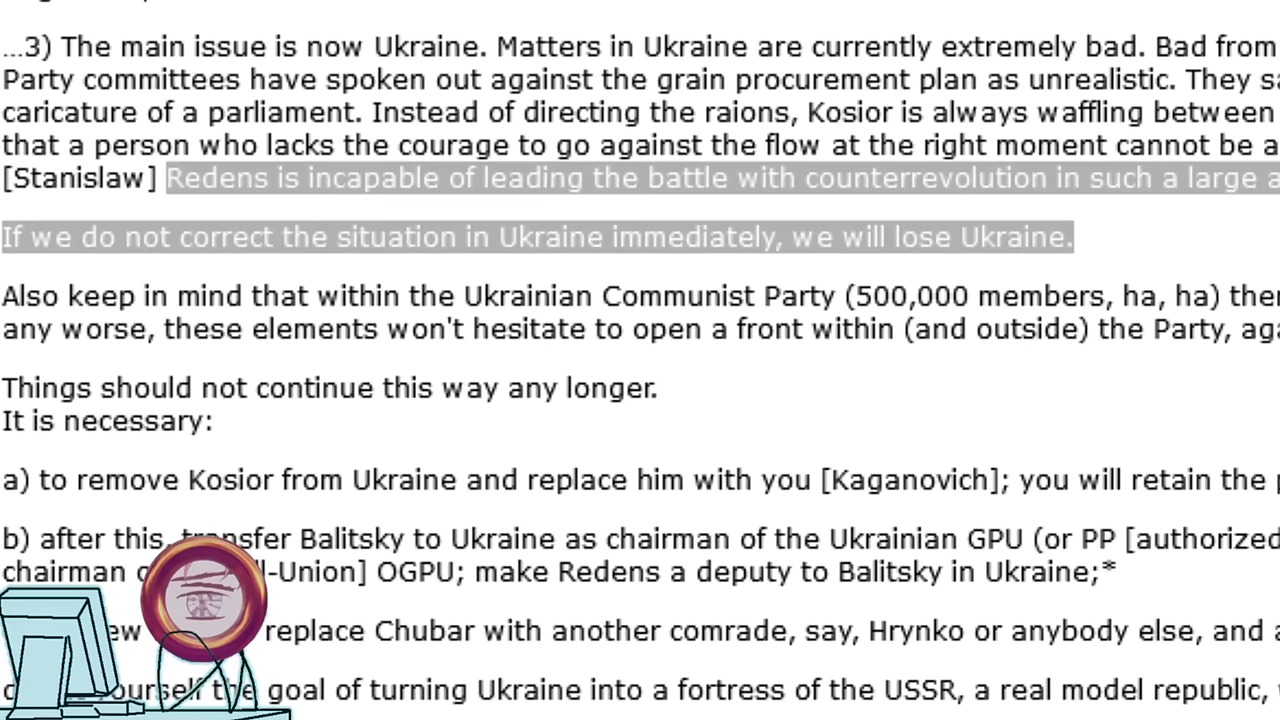 ...3) The main issue is now Ukraine. Matters in Ukraine are currently extremely bad. Bad from
Party committees have spoken out against the grain procurement plan as unrealistic. They
caricature of a parliament. Instead of directing the raions, Kosior is always waffling between
that a person who lacks the courage to go against the flow at the right moment cannot be a
[Stanislaw] Redens is incapable of leading the battle with counterrevolution in such a large a
If we do not correct the situation in Ukraine immediately, we will lose Ukraine.
Also keep in mind that within the Ukrainian Communist Party (500,000 members, ha, ha)
any worse, these elements won't hesitate to open a front within (and outside) the Party,
Things should not continue this way any longer.
It is necessary:
a) to remove Kosior from Ukraine and replace him with you [Kaganovich]; you will retain the
b) after this, transfer Balitsky to Ukraine as chairman of the Ukrainian GPU (or PP [authorized
chairman l-Union] OGPU; make Redens a deputy to Balitsky in Ukraine;*
replace Chubar with another comrade, say, Hrynko or anybody else, and
yourself the goal of turning Ukraine into a fortress of the USSR, a real model republic,